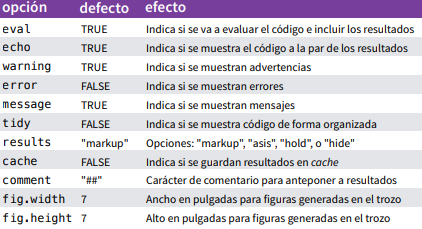 opción defecto efecto
eval TRUE Indica si se va a evaluar el código e incluir los resultados
echo TRUE Indica si se muestra el código a la par de los resultados
warning TRUE Indica si se muestran advertencias
error FALSE Indica si se muestran errores
message TRUE Indica si se muestran mensajes
tidy FALSE Indica si se muestra código de forma organizada
results "markup" Opciones: "markup", "asis", "hold", o "hide"
cache FALSE Indica si se guardan resultados en cache
comment "##" Carácter de comentario para anteponer a resultados
fig.width 7 Ancho en pulgadas para figuras generadas en el trozo
fig.height 7 Alto en pulgadas para figuras generadas en el trozo